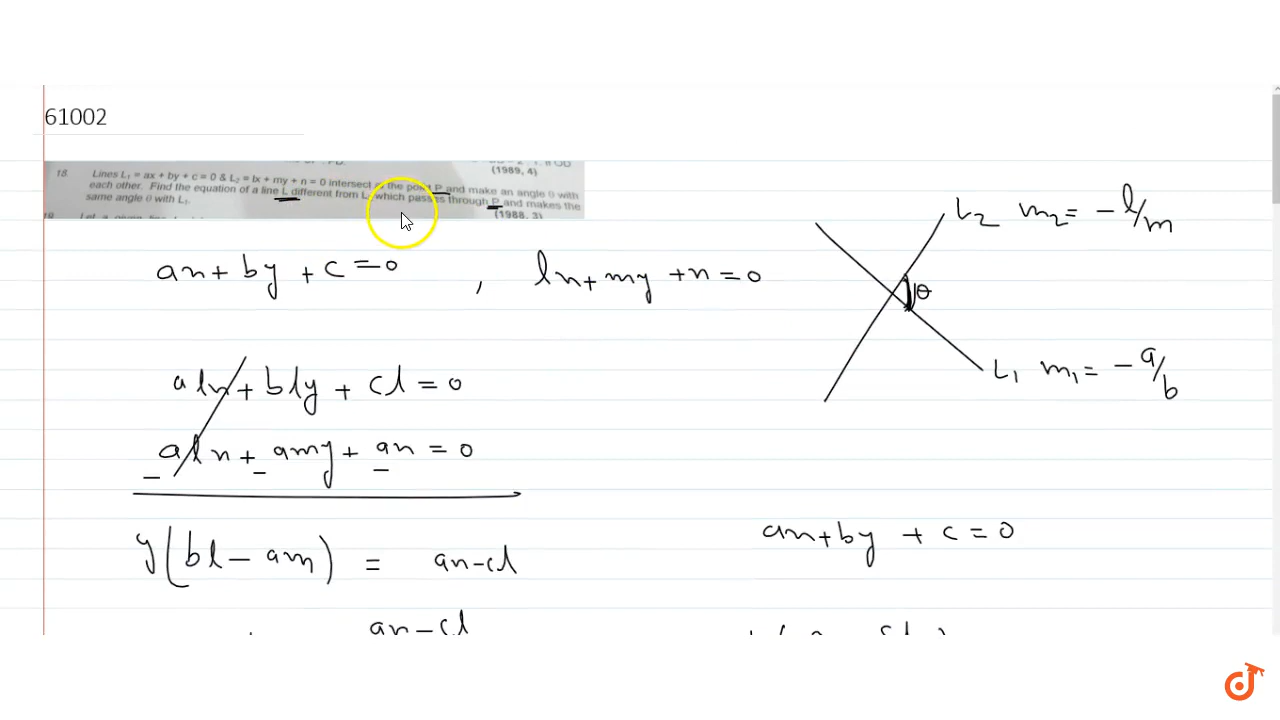 61002
(1989, 4)
18. Lines L₁ = ax + by + c = 0 & L₂ = lx + my + n = 0 intersect the point P and make an angle θ with
each other. Find the equation of a line L different from L which passes through P and makes the
same angle θ with L₁.
(1988, 3)
ax + by + c = 0 , lx + my + n = 0
L₂ m₂ = - l/m
θ
L₁ m₁ = - a/b
alx + bly + cl = 0
alx + amy + an = 0
- - -
y(bl - am) = an - cl
ax + by + c = 0
an - cl